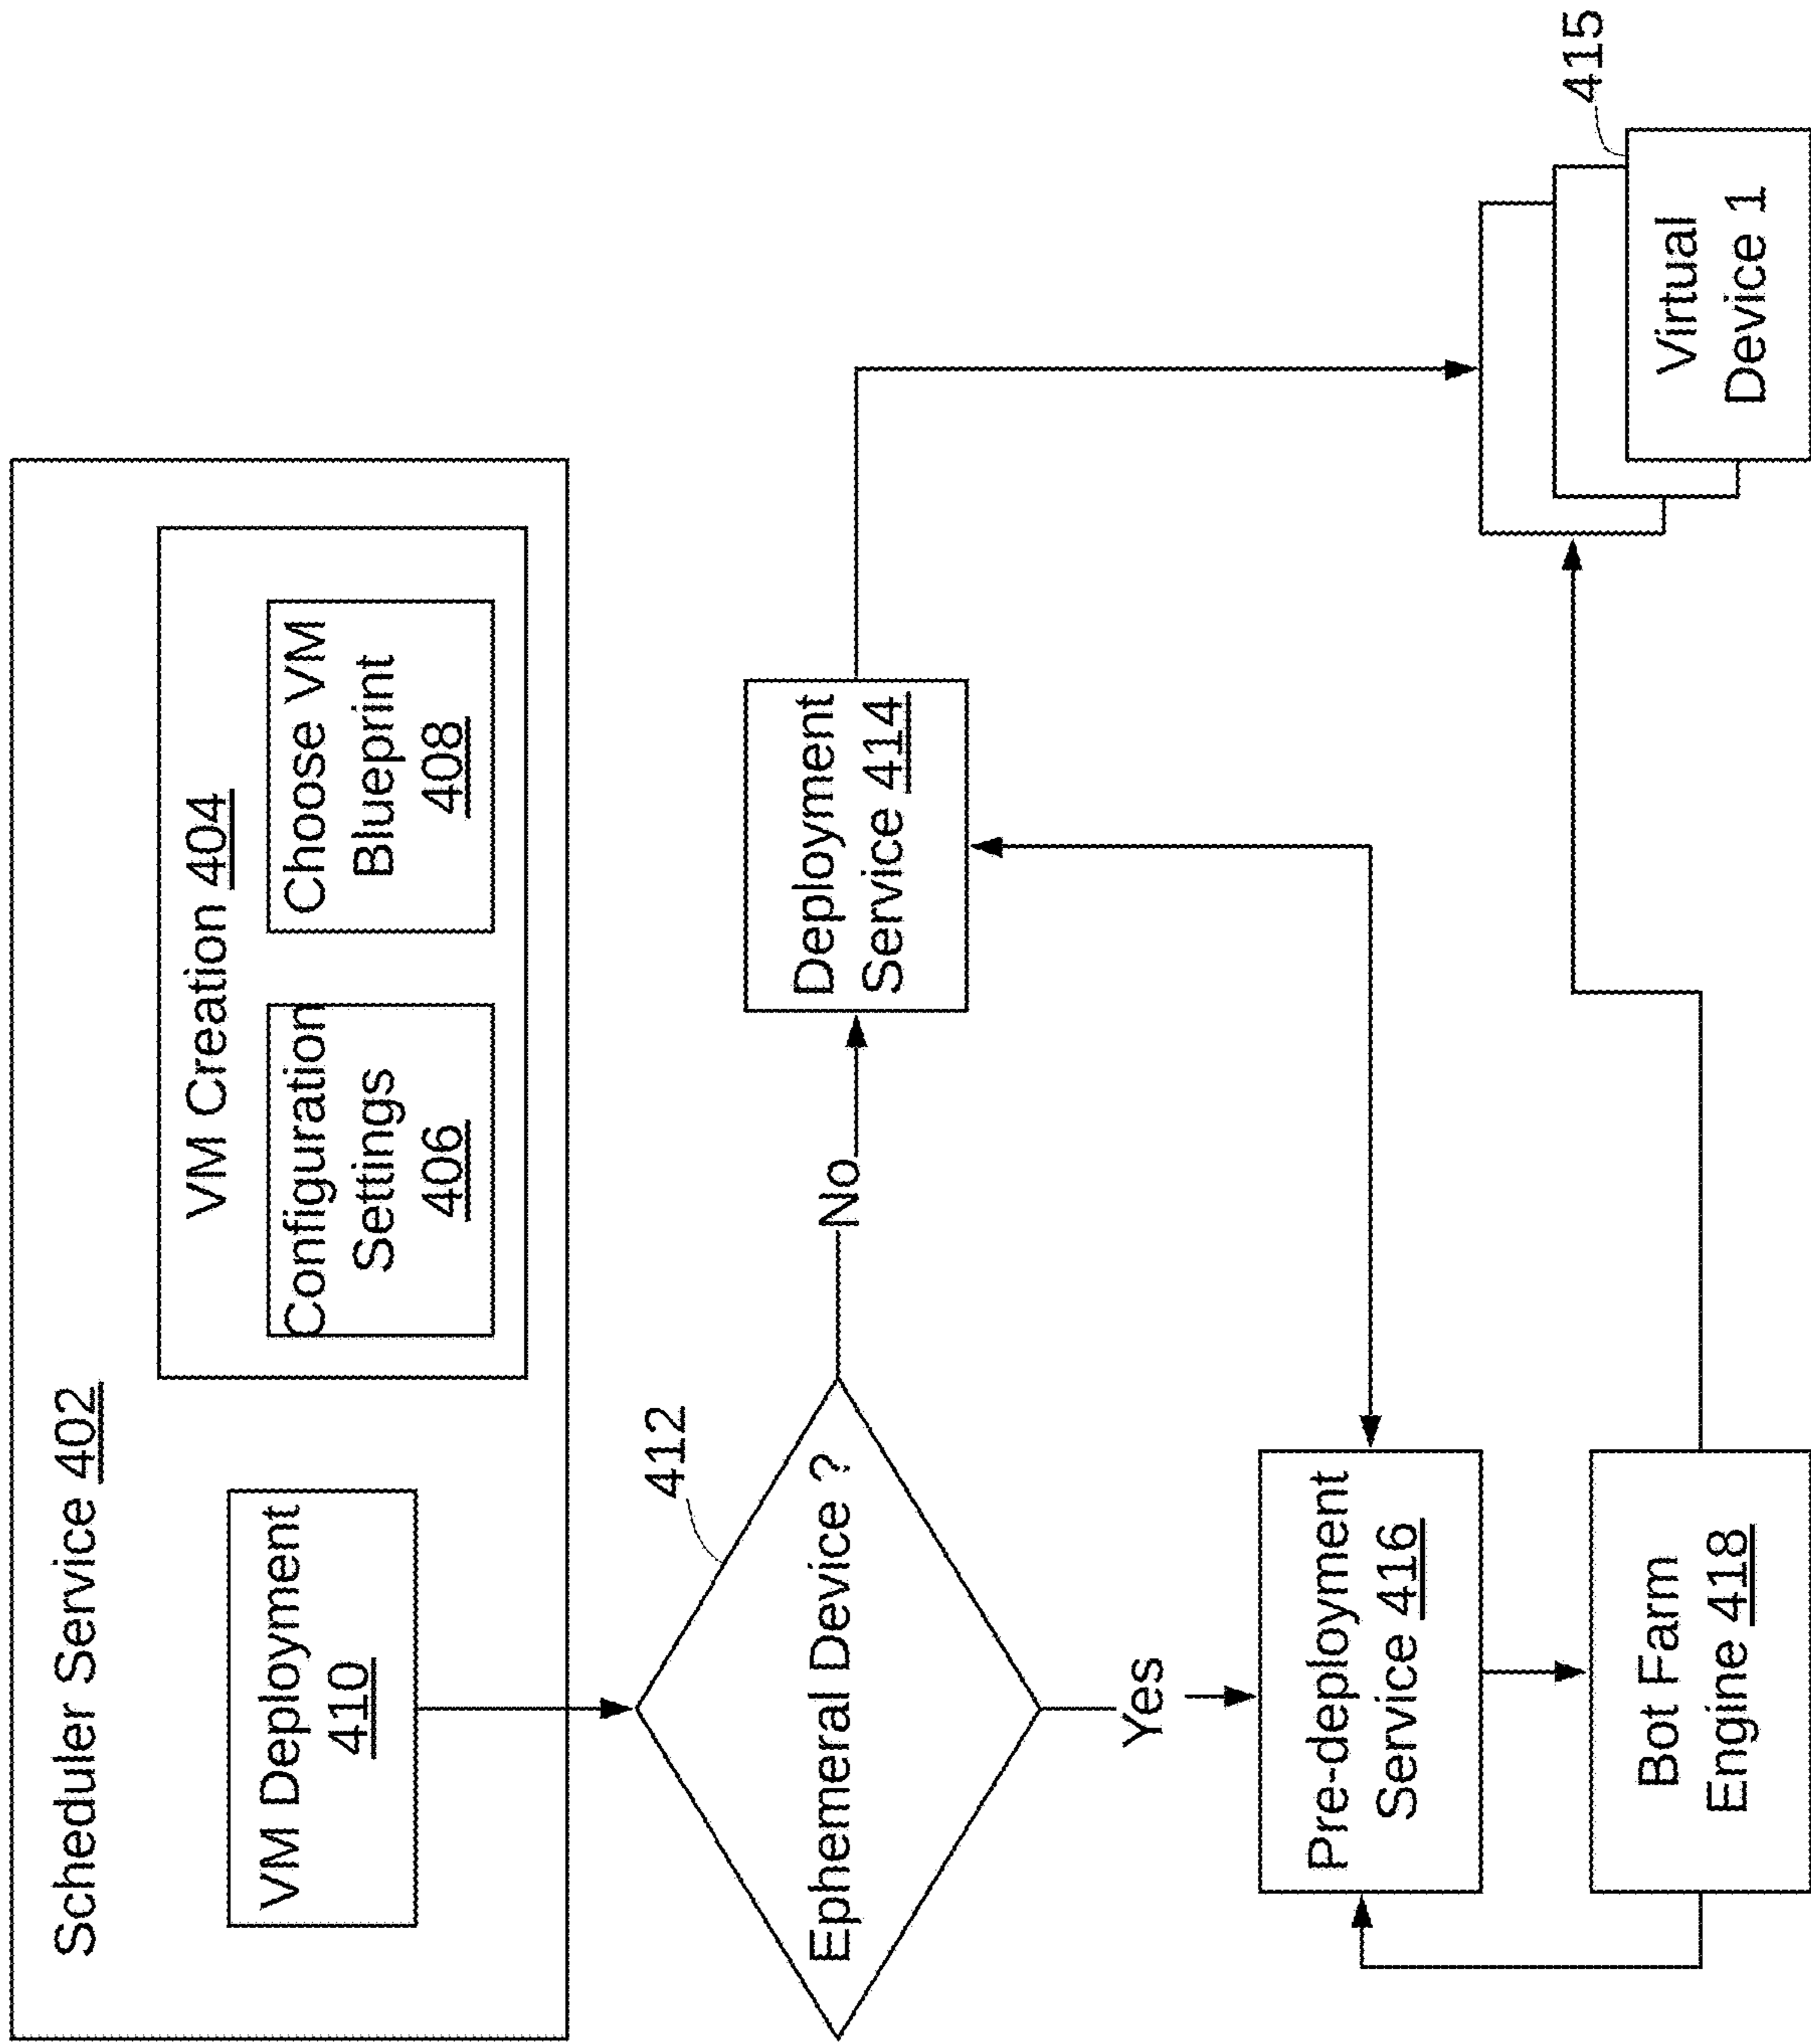 Scheduler Service 402
VM Deployment
410
VM Creation 404
Configuration
Settings
406
Choose VM
Blueprint
408
412
Ephemeral Device ?
No
Deployment
Service 414
Yes
Pre-deployment
Service 416
Bot Farm
Engine 418
415
Virtual
Device 1